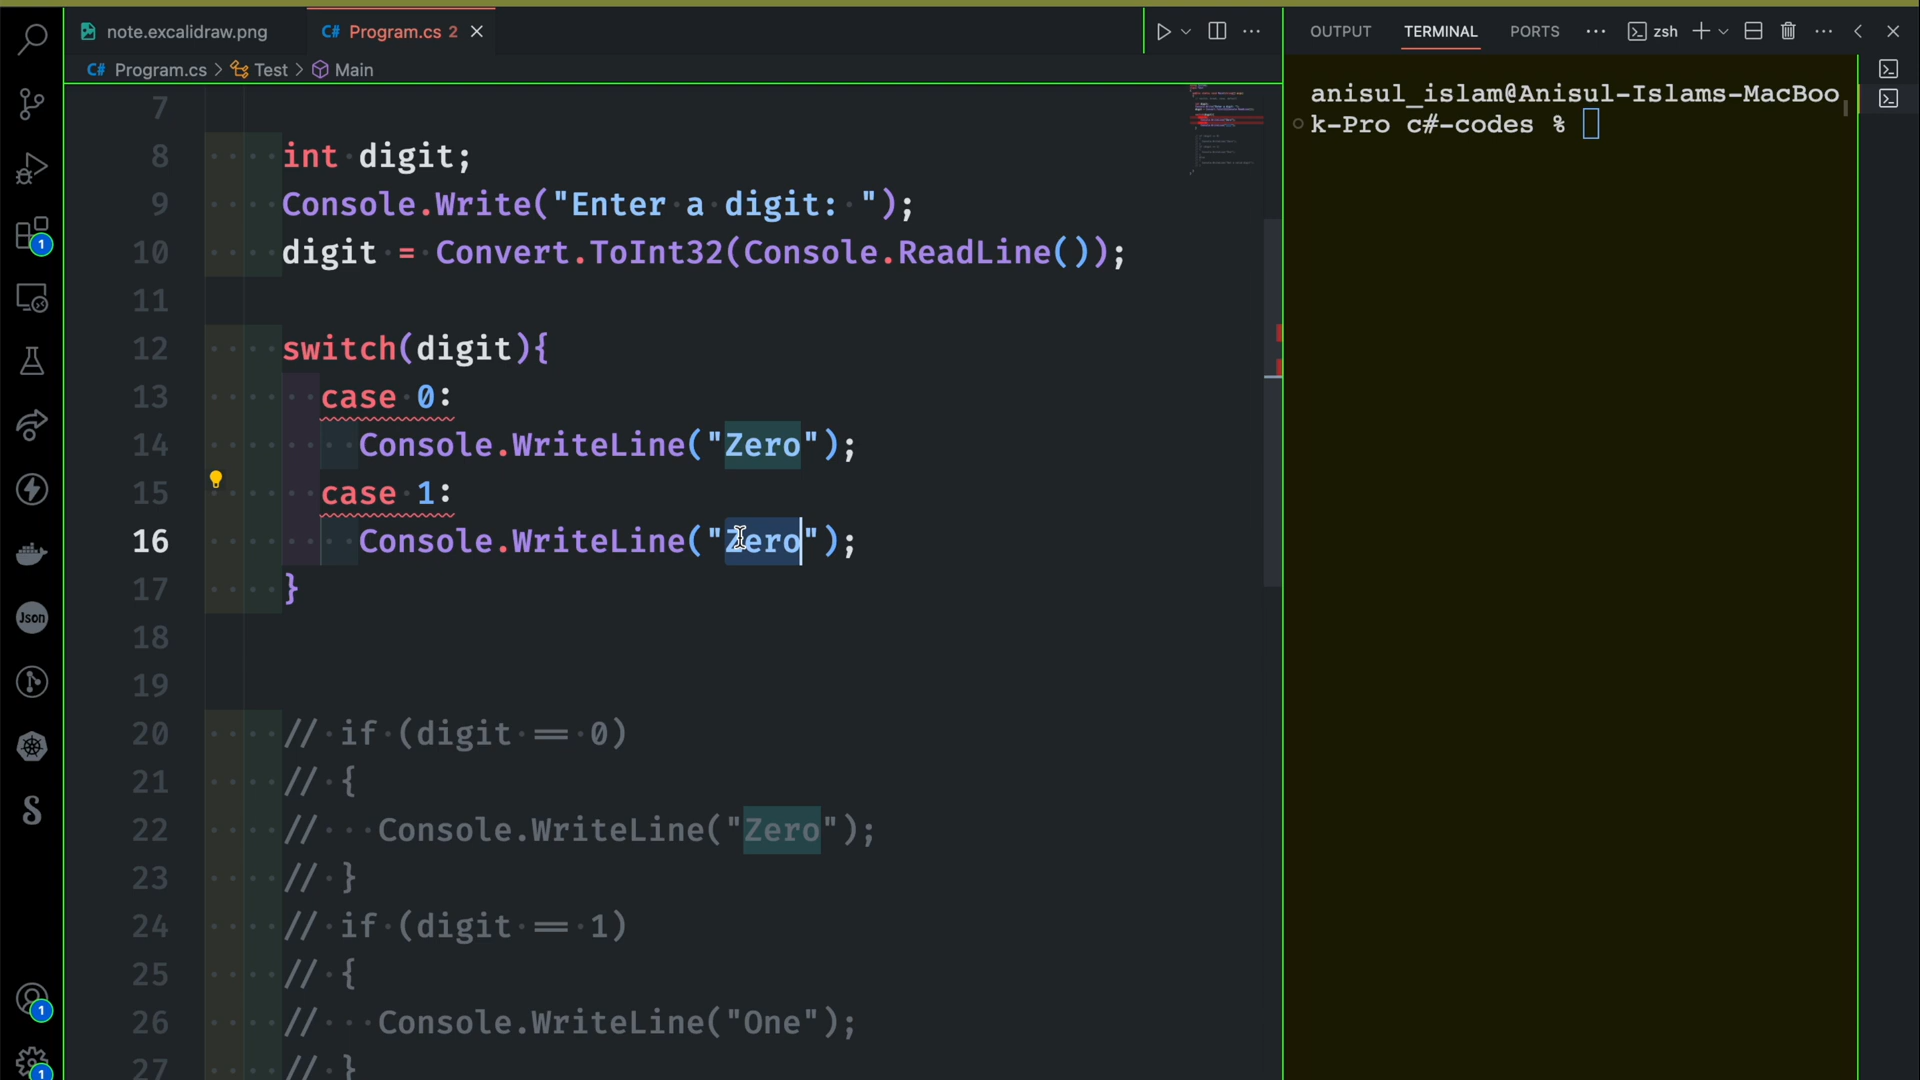 note.excalidraw.png
C# Program.cs 2
OUTPUT TERMINAL PORTS
zsh
C# Program.cs > Test > Main
anisul_islam@Anisul-Islams-MacBoo
k-Pro c#-codes %
7
8 int digit;
9 Console.Write("Enter a digit: ");
10 digit = Convert.ToInt32(Console.ReadLine());
11
12 switch(digit){
13 case 0:
14 Console.WriteLine("Zero");
15 case 1:
16 Console.WriteLine("Zero");
17 }
18
19
20 // if (digit == 0)
21 // {
22 // Console.WriteLine("Zero");
23 // }
24 // if (digit == 1)
25 // {
26 // Console.WriteLine("One");
27 // }
1
Json
1
1